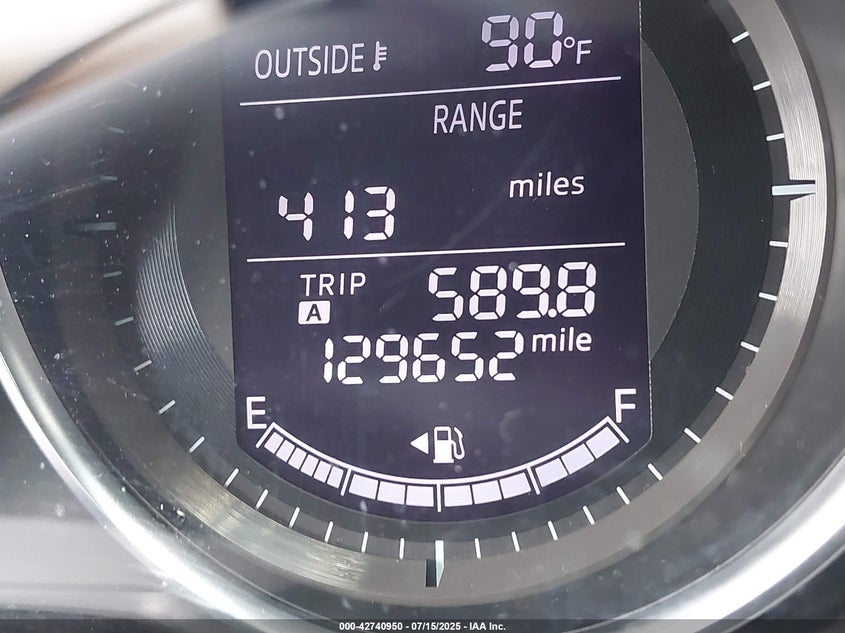 OUTSIDE 90°F
RANGE
413 miles
TRIP A 589.8
129652 mile
E F
000-42740950 - 07/15/2025 - IAA Inc.